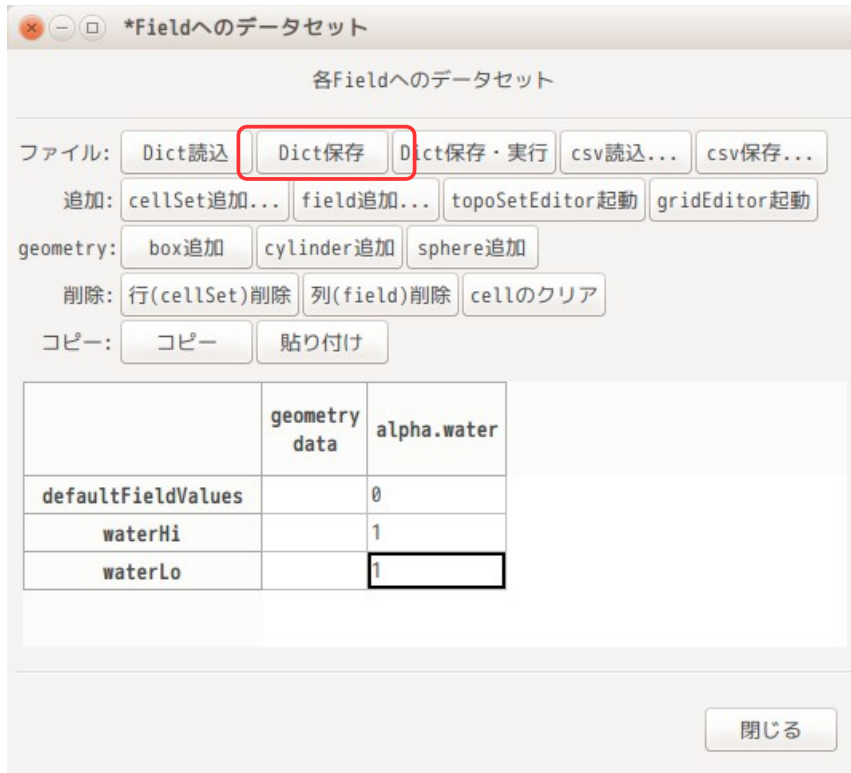 *Fieldへのデータセット
各Fieldへのデータセット
ファイル: Dict読込 Dict保存 Dict保存・実行 csv読込... csv保存...
追加: cellSet追加... field追加... topoSetEditor起動 gridEditor起動
geometry: box追加 cylinder追加 sphere追加
削除: 行(cellSet)削除 列(field)削除 cellのクリア
コピー: コピー 貼り付け
geometry
data
alpha.water
defaultFieldValues 0
waterHi 1
waterLo 1
閉じる